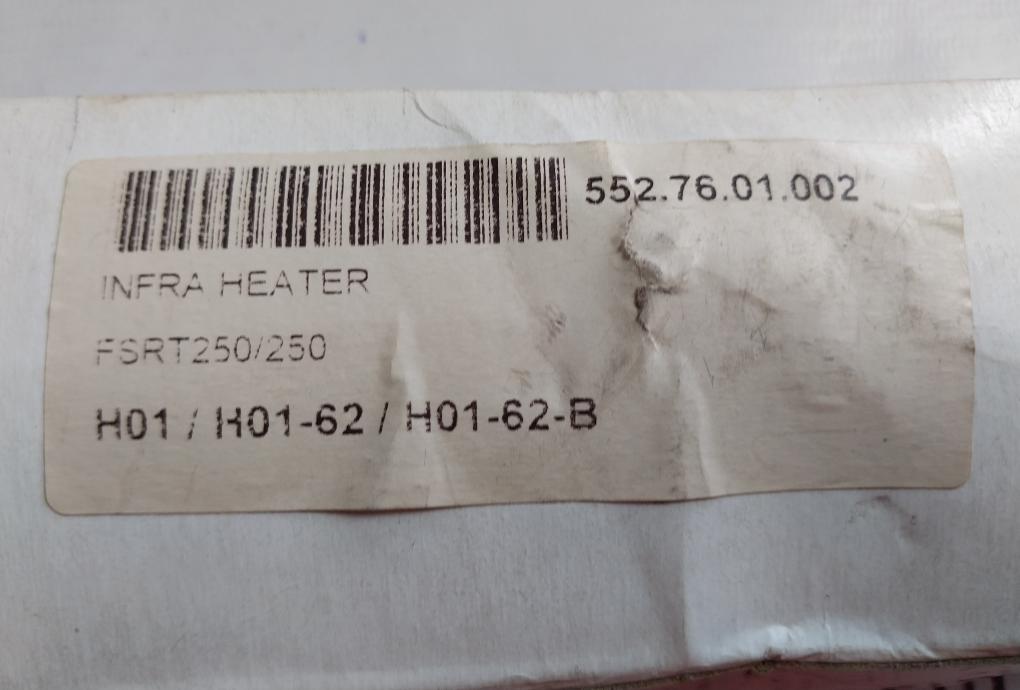 552.76.01.002
INFRA HEATER
FSRT250/250
H01 / H01-62 / H01-62-B